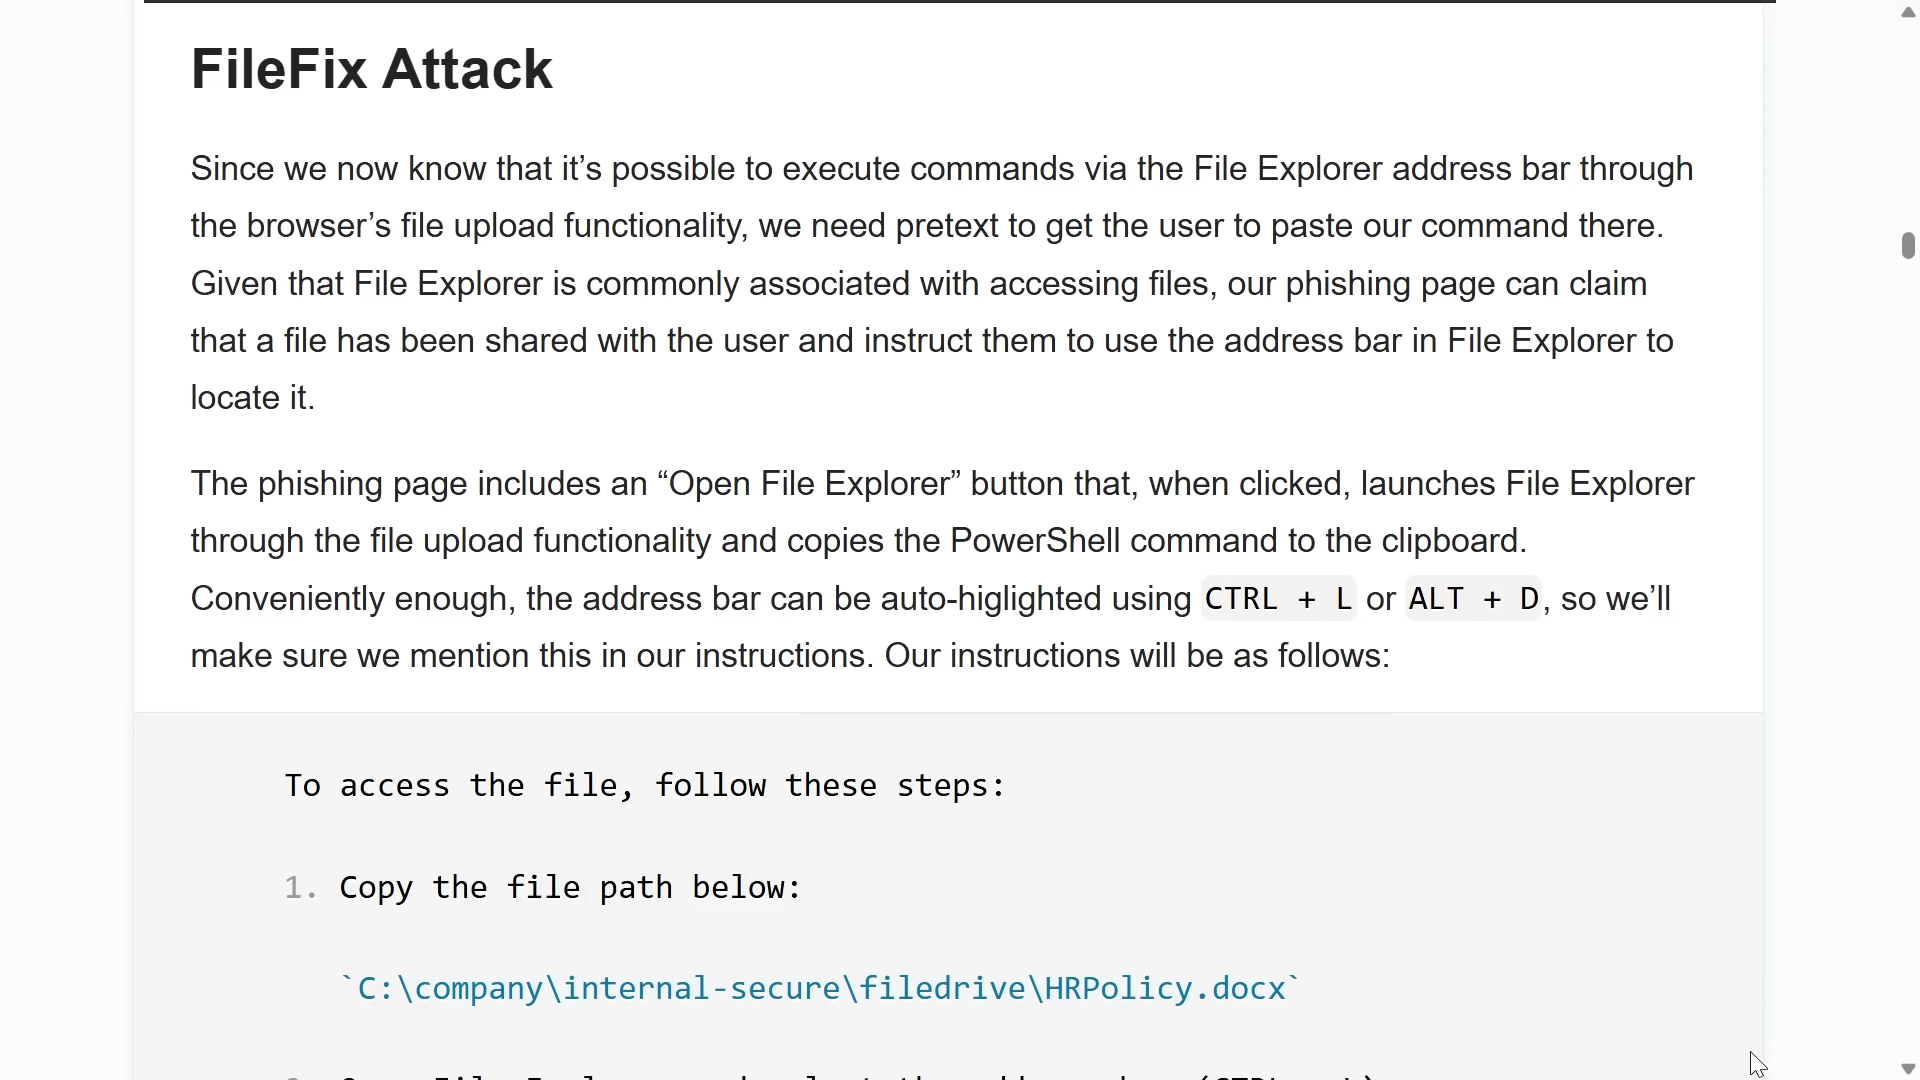 FileFix Attack
Since we now know that it’s possible to execute commands via the File Explorer address bar through
the browser’s file upload functionality, we need pretext to get the user to paste our command there.
Given that File Explorer is commonly associated with accessing files, our phishing page can claim
that a file has been shared with the user and instruct them to use the address bar in File Explorer to
locate it.
The phishing page includes an “Open File Explorer” button that, when clicked, launches File Explorer
through the file upload functionality and copies the PowerShell command to the clipboard.
Conveniently enough, the address bar can be auto-higlighted using CTRL + L or ALT + D, so we’ll
make sure we mention this in our instructions. Our instructions will be as follows:
To access the file, follow these steps:
1. Copy the file path below:
`C:\company\internal-secure\filedrive\HRPolicy.docx`